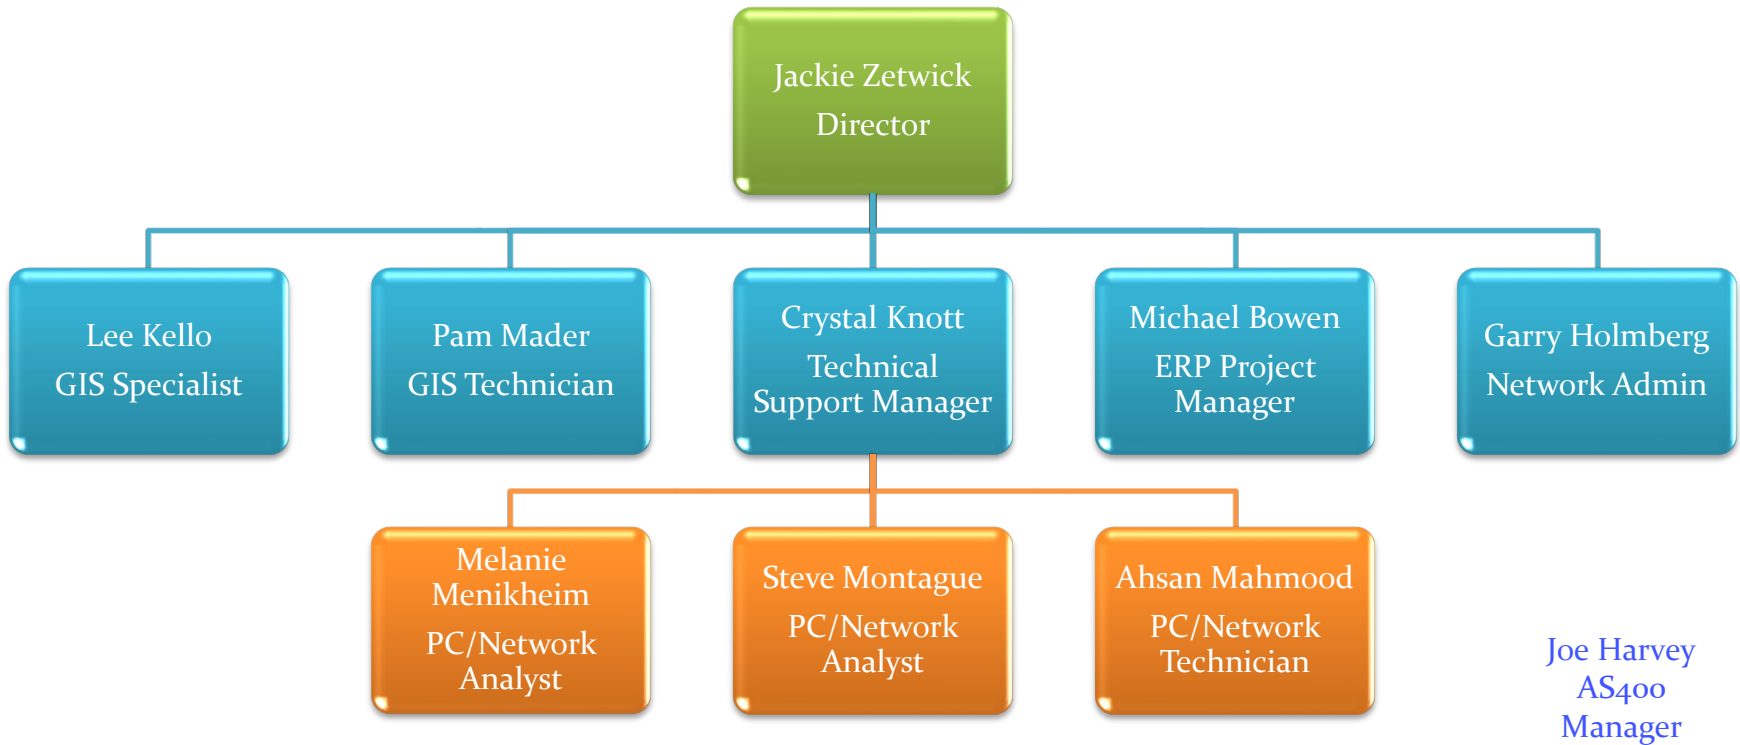 Jackie Zetwick
Director
Lee Kello
GIS Specialist
Pam Mader
GIS Technician
Crystal Knott
Technical
Support Manager
Michael Bowen
ERP Project
Manager
Garry Holmberg
Network Admin
Melanie
Menikheim
PC/Network
Analyst
Steve Montague
PC/Network
Analyst
Ahsan Mahmood
PC/Network
Technician
Joe Harvey
AS400
Manager